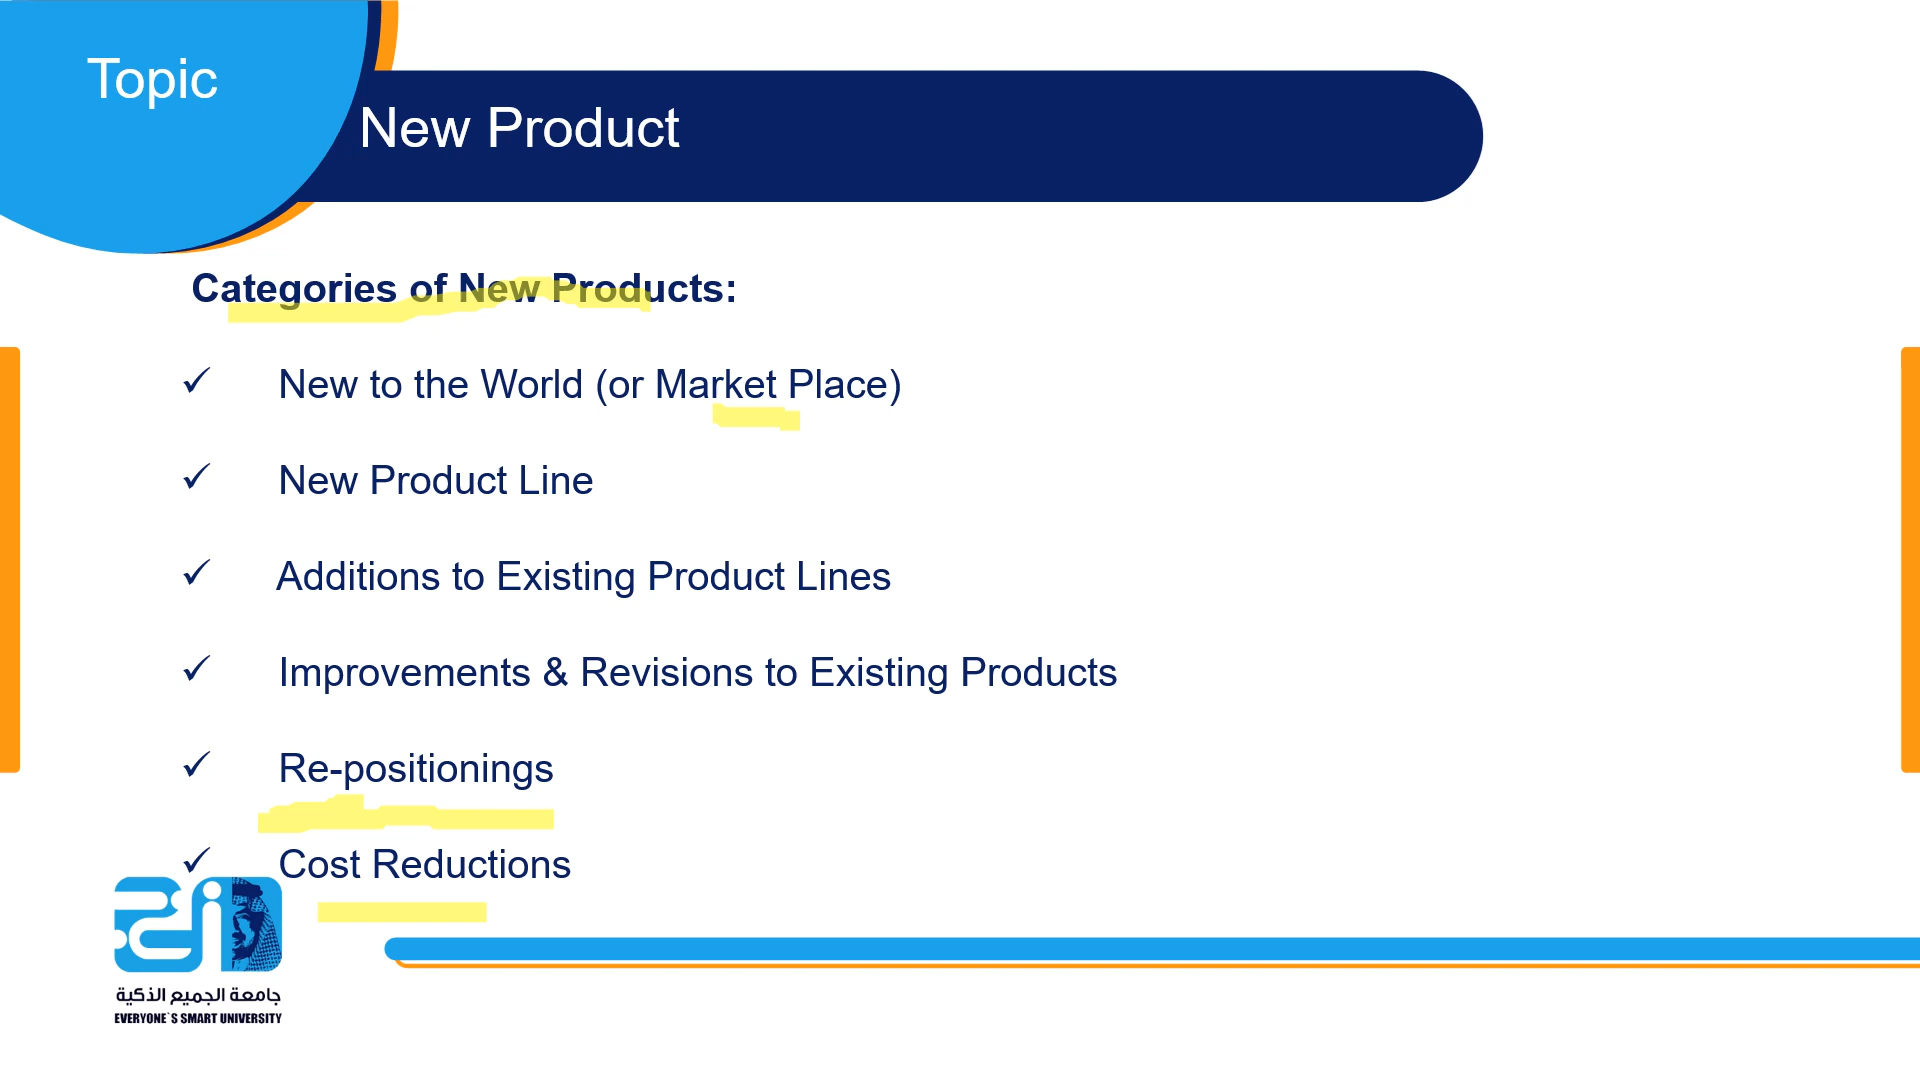 Topic
New Product
Categories of New Products:
✓ New to the World (or Market Place)
✓ New Product Line
✓ Additions to Existing Product Lines
✓ Improvements & Revisions to Existing Products
✓ Re-positionings
✓ Cost Reductions
جامعة الجميع الذكية
EVERYONE`S SMART UNIVERSITY